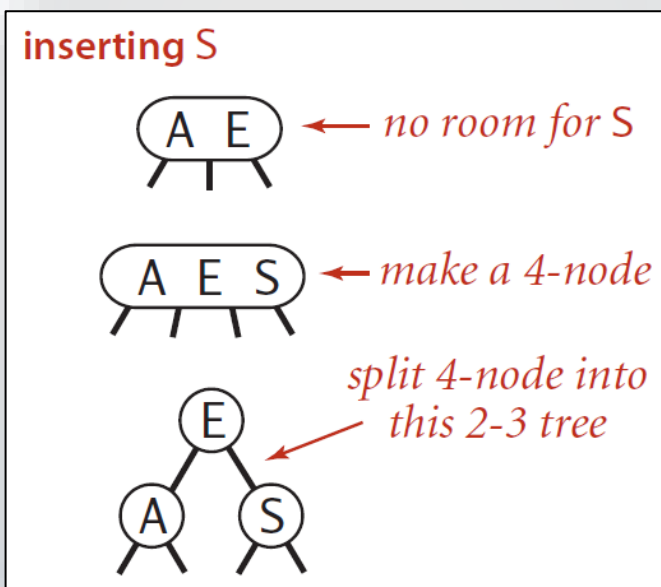 inserting S
A E
no room for S
A E S
make a 4-node
split 4-node into
this 2-3 tree
E
A S